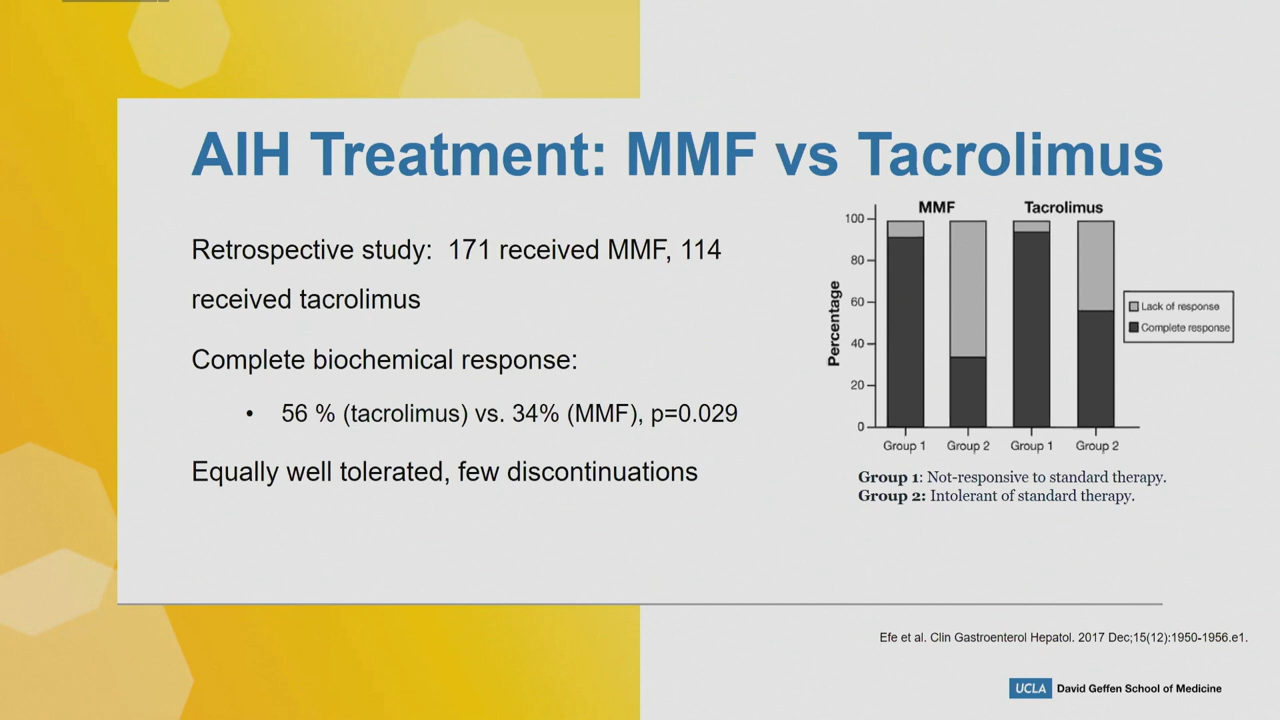 AIH Treatment: MMF vs Tacrolimus
Retrospective study: 171 received MMF, 114
received tacrolimus
Complete biochemical response:
• 56 % (tacrolimus) vs. 34% (MMF), p=0.029
Equally well tolerated, few discontinuations
MMF Tacrolimus
Percentage
100
80
60
40
20
0
Group 1 Group 2 Group 1 Group 2
Lack of response
Complete response
Group 1: Not-responsive to standard therapy.
Group 2: Intolerant of standard therapy.
Efe et al. Clin Gastroenterol Hepatol. 2017 Dec;15(12):1950-1956.e1.
UCLA David Geffen School of Medicine